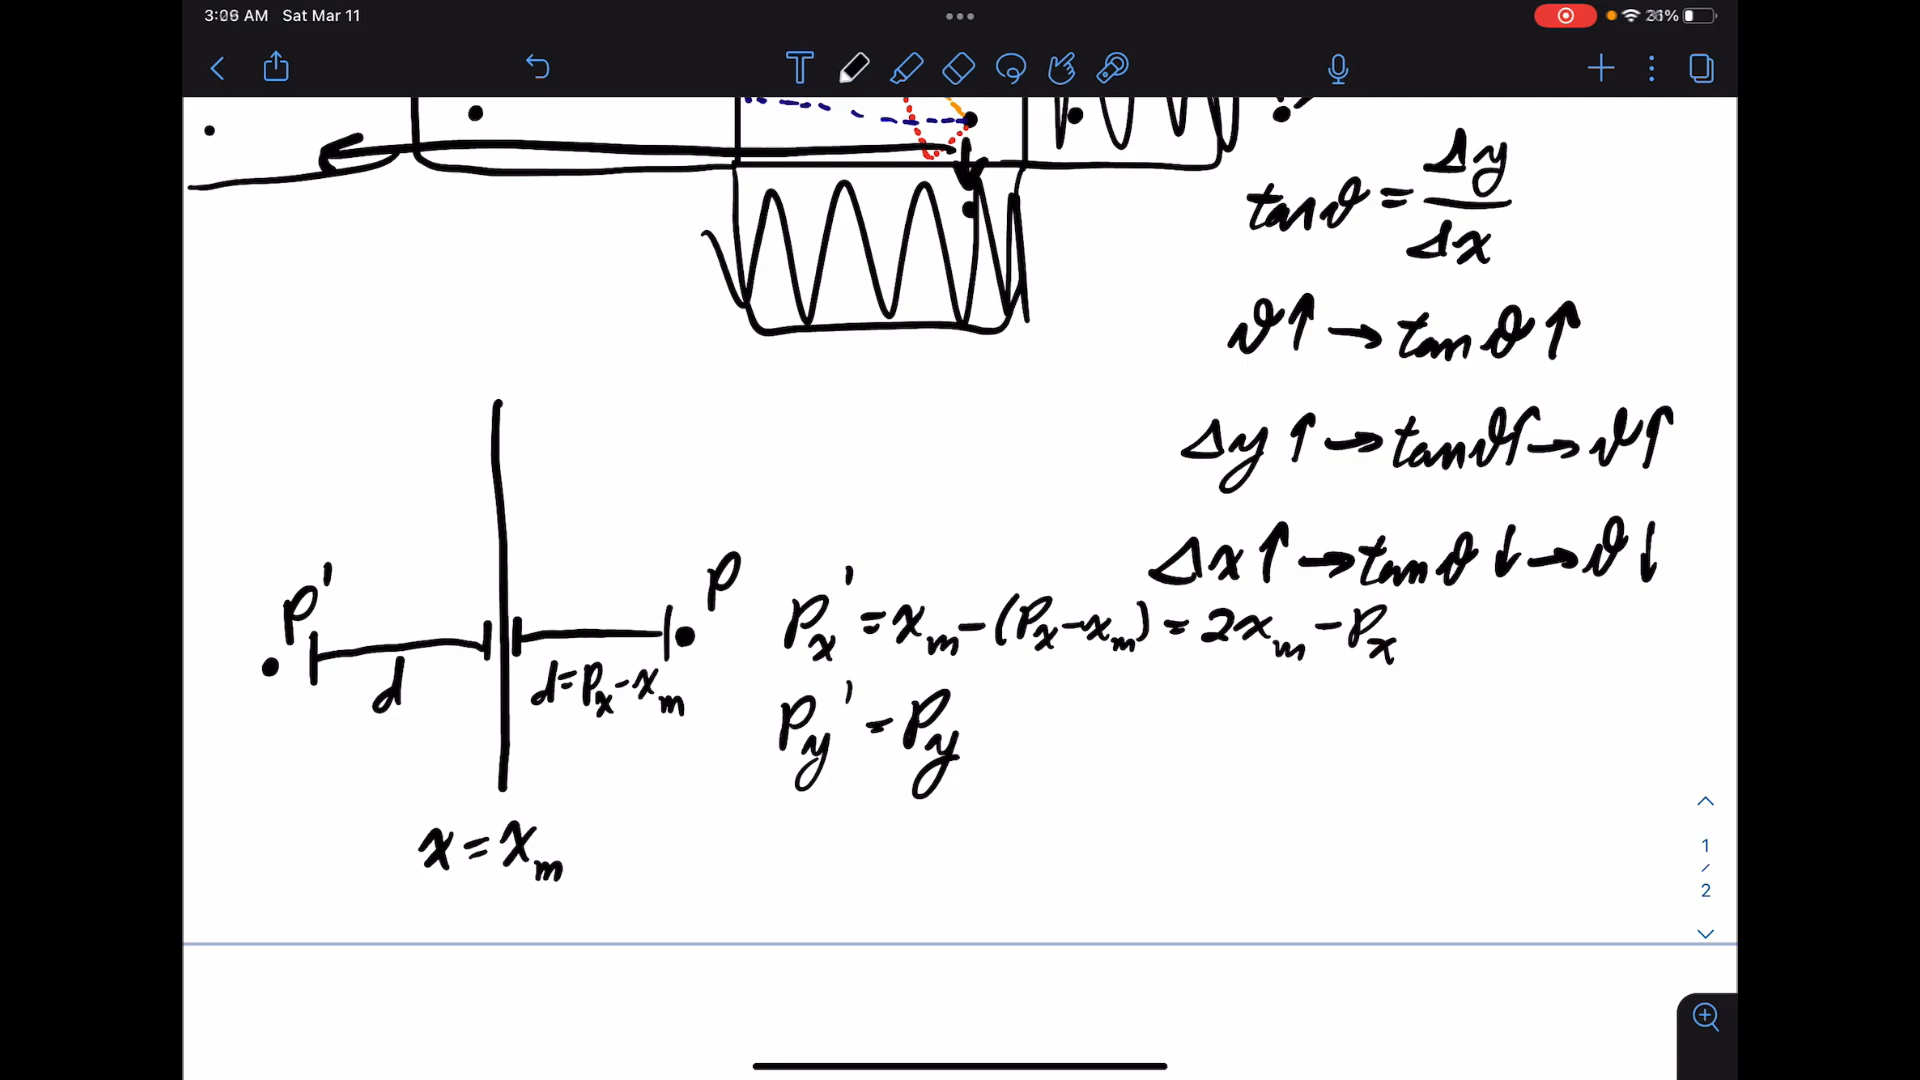 3:06 AM Sat Mar 11
tanϑ = Δy/Δx
ϑ↑ → tanϑ↑
Δy↑ → tanϑ↑ → ϑ↑
Δx↑ → tanϑ↓ → ϑ↓
P'
P
d
d=Px-xm
Px' = xm-(Px-xm) = 2xm-Px
Py' = Py
x=xm
1
/
2